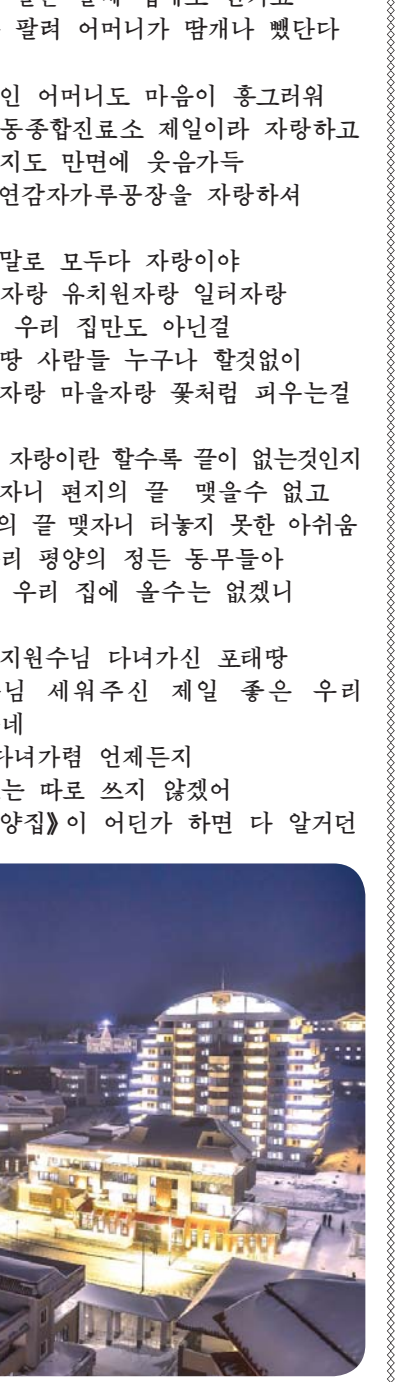 팔려 어머니가 땀개나 뺐단다
인 어머니도 마음이 흥그러워
동종합진료소 제일이라 자랑하고
지도 만면에 웃음가득
연감자가루공장을 자랑하셔
말로 모두다 자랑이야
자랑 유치원자랑 일터자랑
우리 집만도 아닌걸
땅 사람들 누구나 할것없이
자랑 마을자랑 꽃처럼 피우는걸
자랑이란 할수록 끝이 없는것인지
자니 편지의 끝 맺을수 없고
의 끝 맺자니 터놓지 못한 아쉬움
리 평양의 정든 동무들아
우리 집에 올수는 없겠니
지원수님 다녀가신 포태땅
님 세워주신 제일 좋은 우리
네
다녀가렴 언제든지
는 따로 쓰지 않겠어
양집》이 어딘가 하면 다 알거던